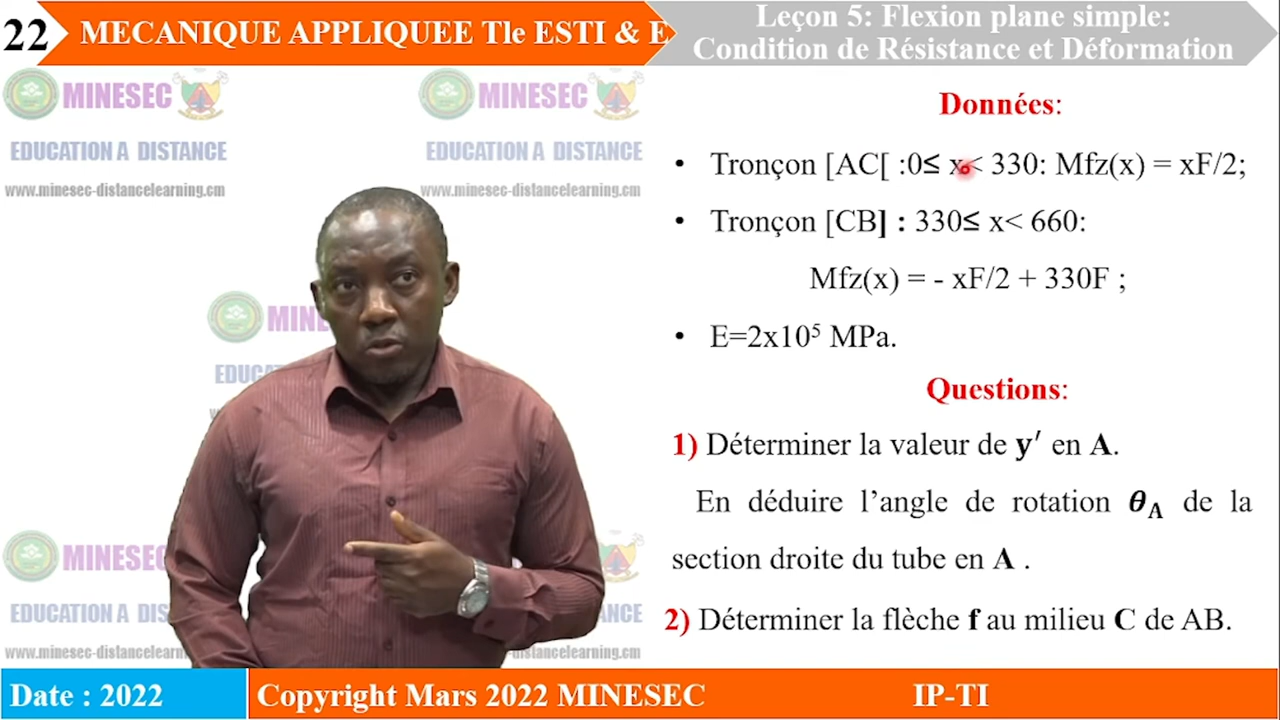 22
MECANIQUE APPLIQUEE Tle ESTI & E
Leçon 5: Flexion plane simple:
Condition de Résistance et Déformation
MINESEC
EDUCATION A DISTANCE
www.minesec-distancelearning.cm
MINESEC
EDUCATION A DISTANCE
www.minesec-distancelearning.cm
Données:
• Tronçon [AC[ :0≤ x< 330: Mfz(x) = xF/2;
• Tronçon [CB] : 330≤ x< 660:
Mfz(x) = - xF/2 + 330F ;
• E=2x10⁵ MPa.
Questions:
1) Déterminer la valeur de y′ en A.
En déduire l’angle de rotation θ_A de la
section droite du tube en A .
2) Déterminer la flèche f au milieu C de AB.
MINESEC
www.minesec-distancelearning.cm
Date : 2022
Copyright Mars 2022 MINESEC
IP-TI